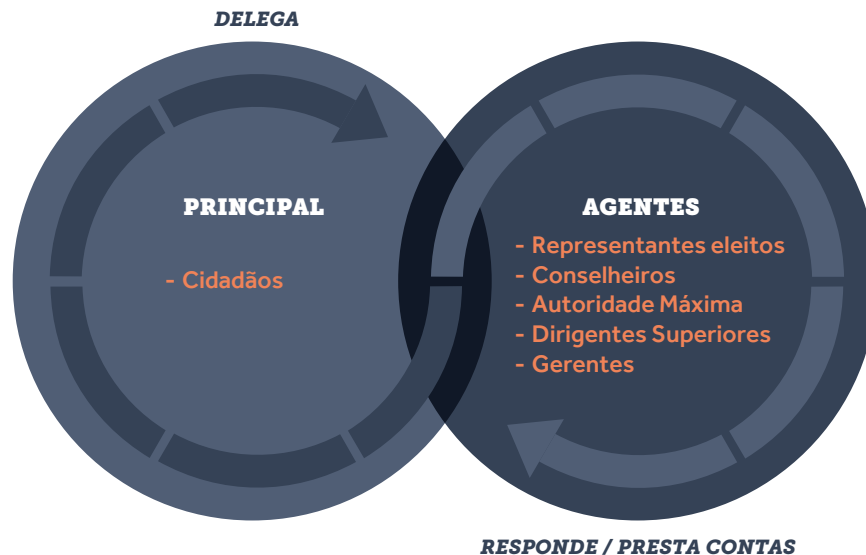 DELEGA
PRINCIPAL
- Cidadãos
AGENTES
- Representantes eleitos
- Conselheiros
- Autoridade Máxima
- Dirigentes Superiores
- Gerentes
RESPONDE / PRESTA CONTAS